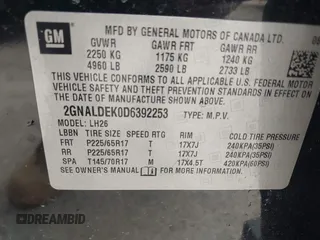 GM
MFD BY GENERAL MOTORS OF CANADA LTD.
GVWR GAWR FRT GAWR RR
2250 KG 1175 KG 1240 KG
4960 LB 2590 LB 2733 LB
THIS VEHICLE CONFORMS TO ALL APPLICABLE U.S. FEDERAL MOTOR
VEHICLE SAFETY AND THEFT PREVENTION STANDARDS IN EFFECT ON
THE DATE OF MANUFACTURE SHOWN ABOVE.
2GNALDEK0D6392253 TYPE: M.P.V.
MODEL: LH26
LBBN TIRE SIZE SPEED RTG RIM COLD TIRE PRESSURE
FRT P225/65R17 T 17X7J 240KPA(35PSI)
RR P225/65R17 T 17X7J 240KPA(35PSI)
SPA T145/70R17 M 17X4.5T 420KPA(60PSI)
SEE OWNER'S MANUAL FOR MORE INFORMATION.
DREAMBID